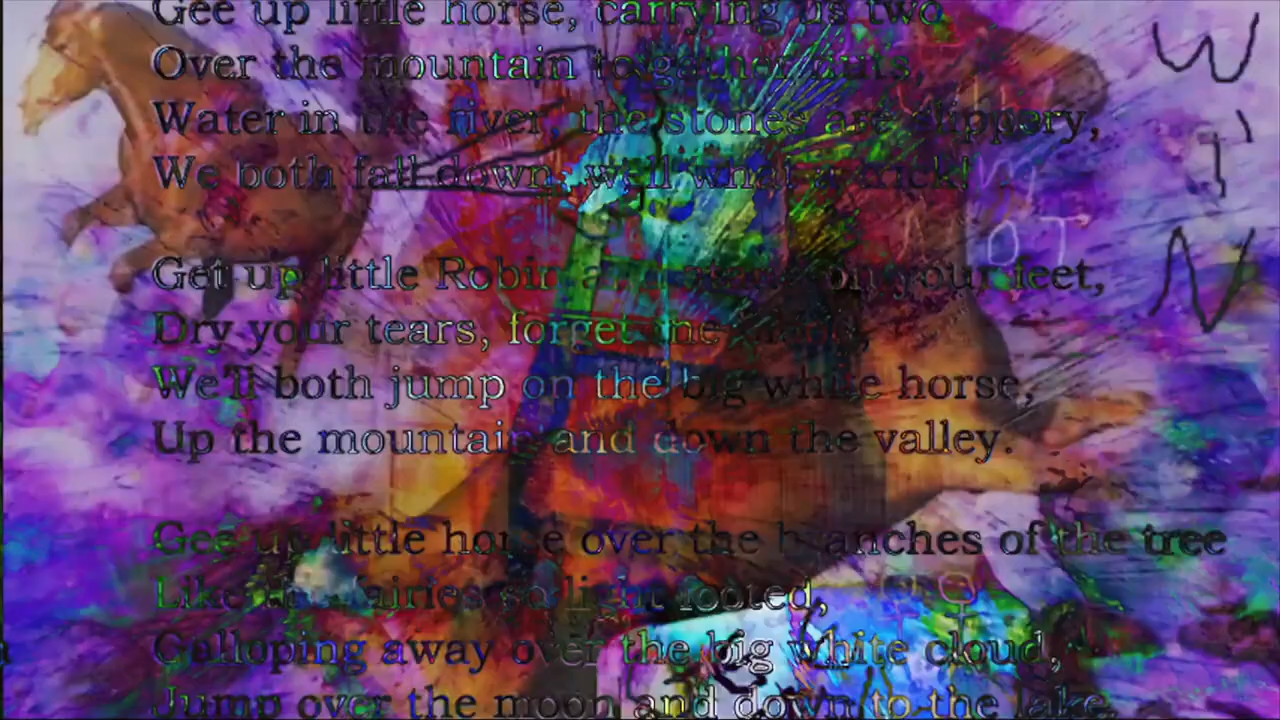 Gee up little horse, carrying us two
Over the mountain together outs,
Water in the river, the stones are slippery,
We both fall down, well what a trick!
Get up little Robin and stand on your feet,
Dry your tears, forget the
We'll both jump on the big white horse,
Up the mountain and down the valley.
Gee up little horse over the branches of the tree
Like the fairies so light footed,
Galloping away over the big white cloud,
Jump over the moon and down to the lake
W
I
N
OT